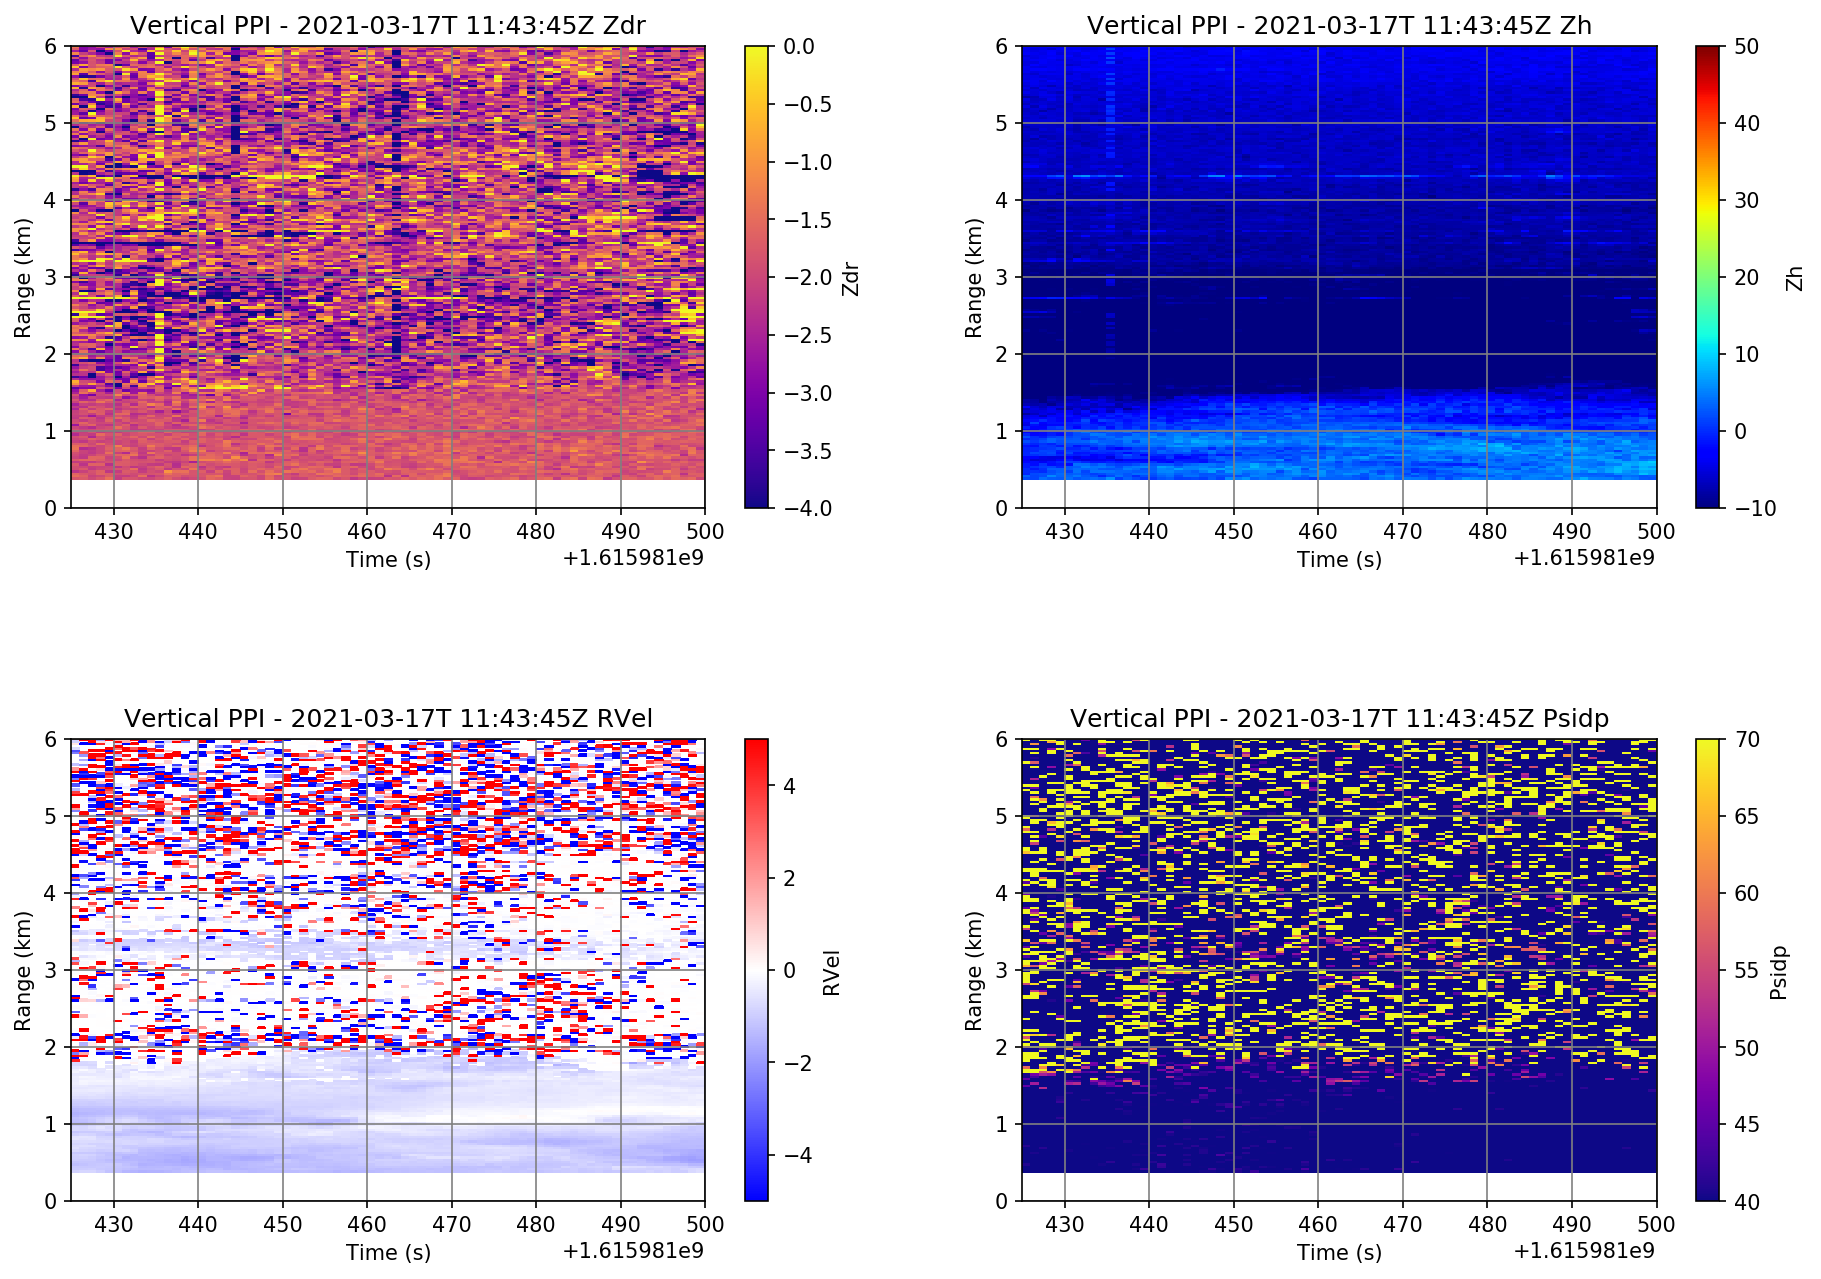 Vertical PPI - 2021-03-17T 11:43:45Z Zdr
6
5
4
3
2
1
0
Range (km)
430 440 450 460 470 480 490 500
Time (s)
+1.615981e9
0.0
−0.5
−1.0
−1.5
−2.0
−2.5
−3.0
−3.5
−4.0
Zdr
Vertical PPI - 2021-03-17T 11:43:45Z Zh
6
5
4
3
2
1
0
Range (km)
430 440 450 460 470 480 490 500
Time (s)
+1.615981e9
50
40
30
20
10
0
−10
Zh
Vertical PPI - 2021-03-17T 11:43:45Z RVel
6
5
4
3
2
1
0
Range (km)
430 440 450 460 470 480 490 500
Time (s)
+1.615981e9
4
2
0
−2
−4
RVel
Vertical PPI - 2021-03-17T 11:43:45Z Psidp
6
5
4
3
2
1
0
Range (km)
430 440 450 460 470 480 490 500
Time (s)
+1.615981e9
70
65
60
55
50
45
40
Psidp